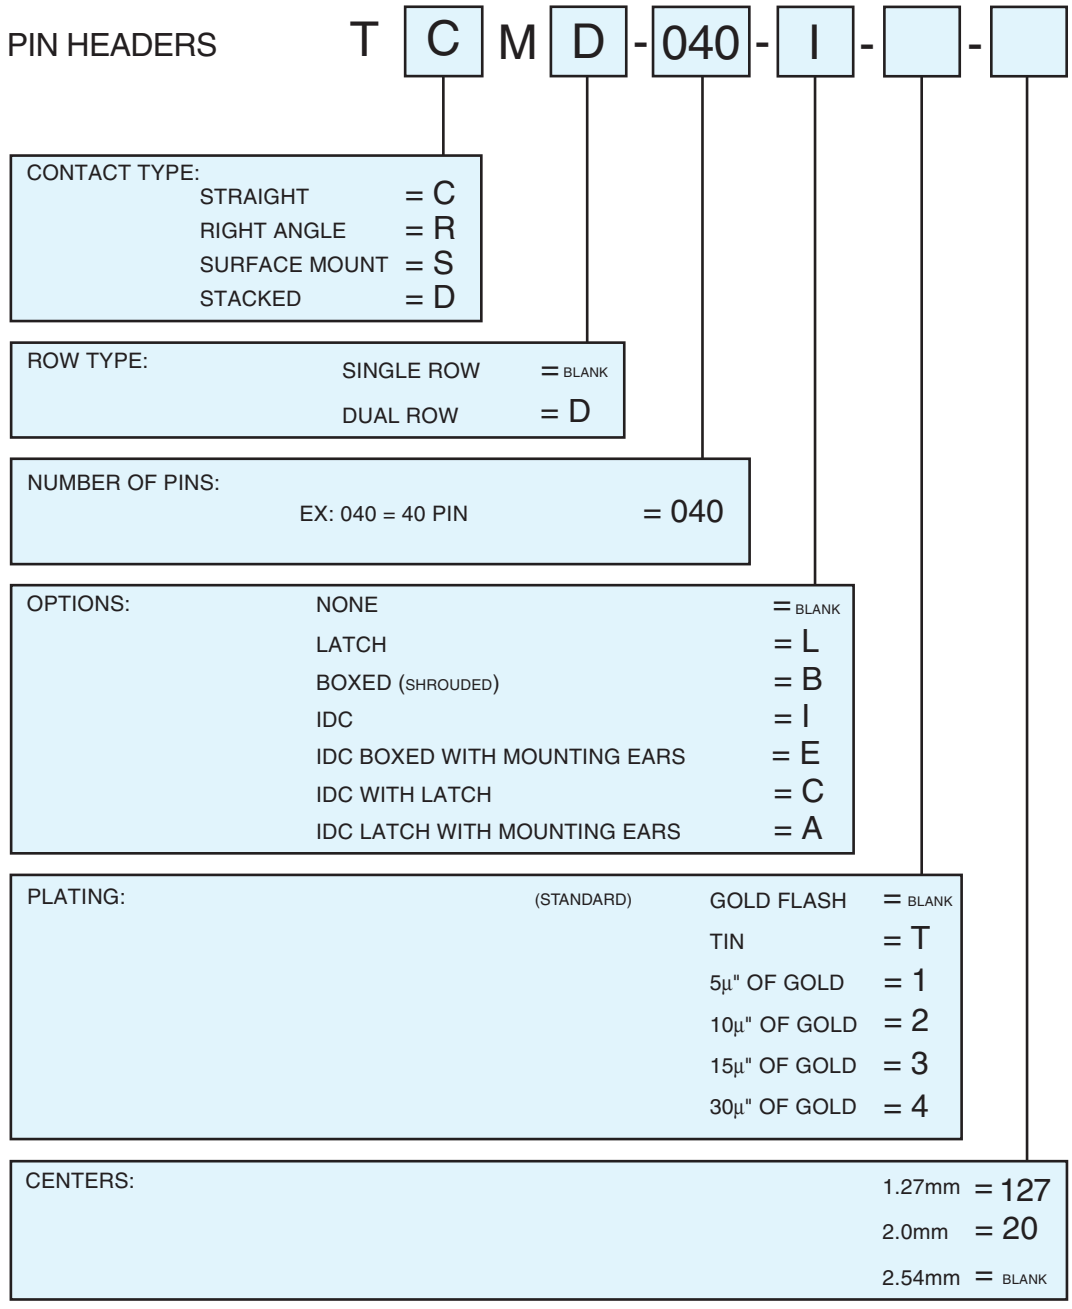 PIN HEADERS T C M D - 040 - I - -
CONTACT TYPE:
STRAIGHT = C
RIGHT ANGLE = R
SURFACE MOUNT = S
STACKED = D
ROW TYPE:
SINGLE ROW = BLANK
DUAL ROW = D
NUMBER OF PINS:
EX: 040 = 40 PIN = 040
OPTIONS: NONE = BLANK
LATCH = L
BOXED (SHROUDED) = B
IDC = I
IDC BOXED WITH MOUNTING EARS = E
IDC WITH LATCH = C
IDC LATCH WITH MOUNTING EARS = A
PLATING: (STANDARD) GOLD FLASH = BLANK
TIN = T
5µ" OF GOLD = 1
10µ" OF GOLD = 2
15µ" OF GOLD = 3
30µ" OF GOLD = 4
CENTERS:
1.27mm = 127
2.0mm = 20
2.54mm = BLANK